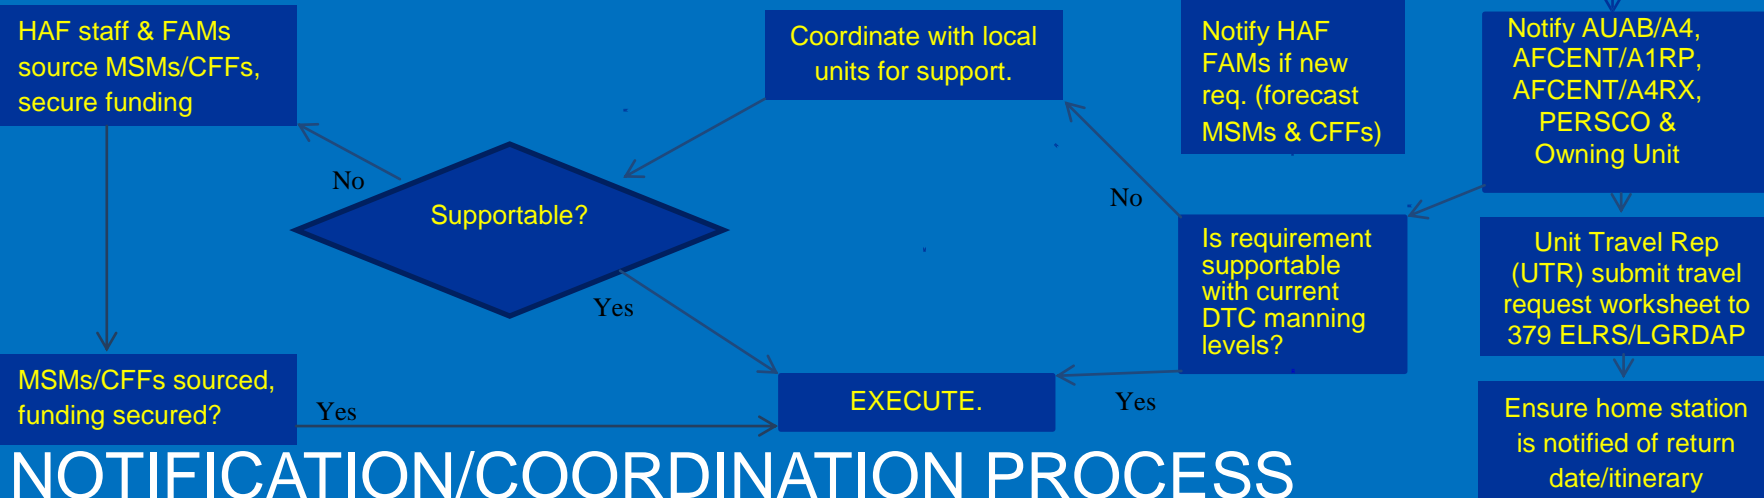 HAF staff & FAMs
source MSMs/CFFs,
secure funding
Coordinate with local
units for support.
Notify HAF
FAMs if new
req. (forecast
MSMs & CFFs)
Notify AUAB/A4,
AFCENT/A1RP,
AFCENT/A4RX,
PERSCO &
Owning Unit
No
Supportable?
Yes
No
Is requirement
supportable
with current
DTC manning
levels?
Yes
Unit Travel Rep
(UTR) submit travel
request worksheet to
379 ELRS/LGRDAP
MSMs/CFFs sourced,
funding secured?
Yes
EXECUTE.
Ensure home station
is notified of return
date/itinerary
NOTIFICATION/COORDINATION PROCESS